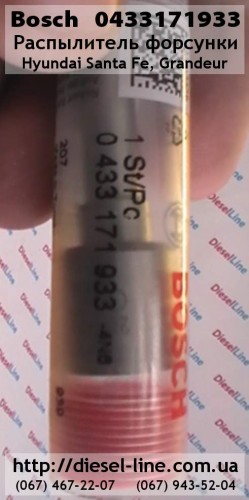 Bosch 0433171933
Распылитель форсунки
Hyundai Santa Fe, Grandeur
1 St/Pc
0 433 171 933
BOSCH
DieselLine
DieselLine
DieselLine
http://diesel-line.com.ua
(067) 467-22-07 (067) 943-52-04